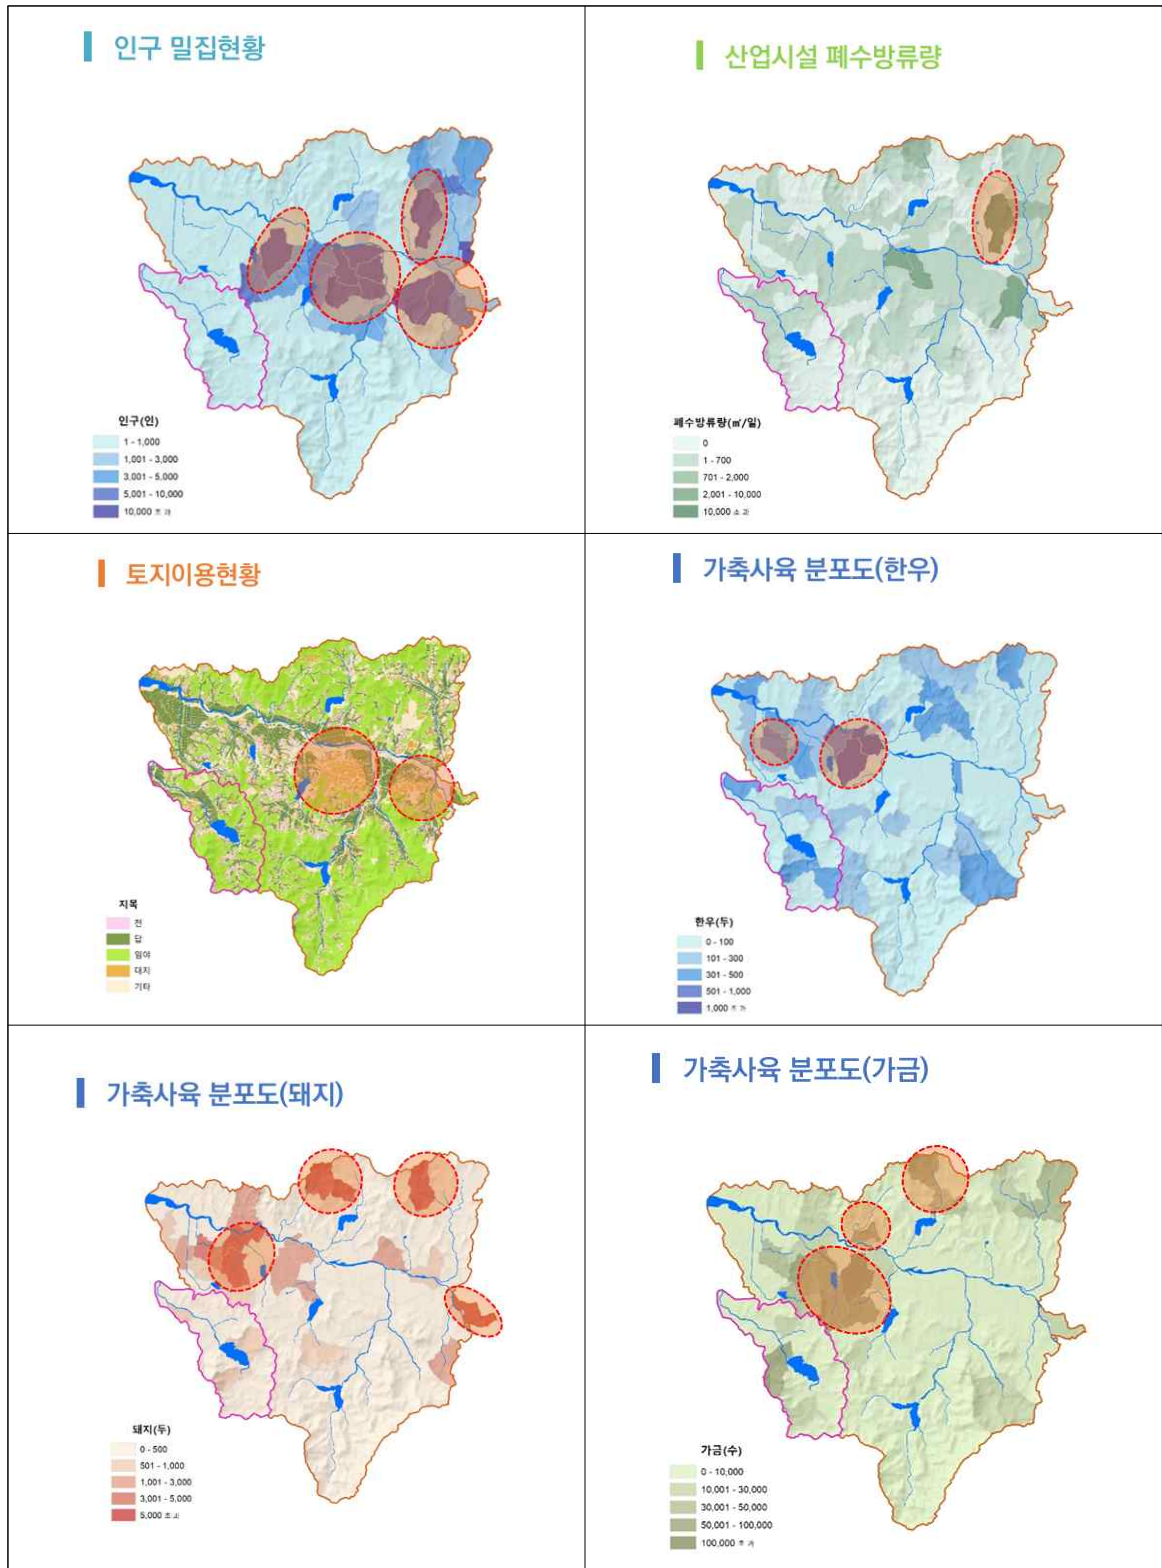 인구 밀집현황
인구(인)
1 - 1,000
1,001 - 3,000
3,001 - 5,000
5,001 - 10,000
10,000 초과
산업시설 폐수방류량
폐수방류량(㎥/일)
0
1 - 700
701 - 2,000
2,001 - 10,000
10,000 초과
토지이용현황
지목
전
답
임야
대지
기타
가축사육 분포도(한우)
한우(두)
0 - 100
101 - 300
301 - 500
501 - 1,000
1,000 초과
가축사육 분포도(돼지)
돼지(두)
0 - 500
501 - 1,000
1,001 - 3,000
3,001 - 5,000
5,000 초과
가축사육 분포도(가금)
가금(수)
0 - 10,000
10,001 - 30,000
30,001 - 50,000
50,001 - 100,000
100,000 초과